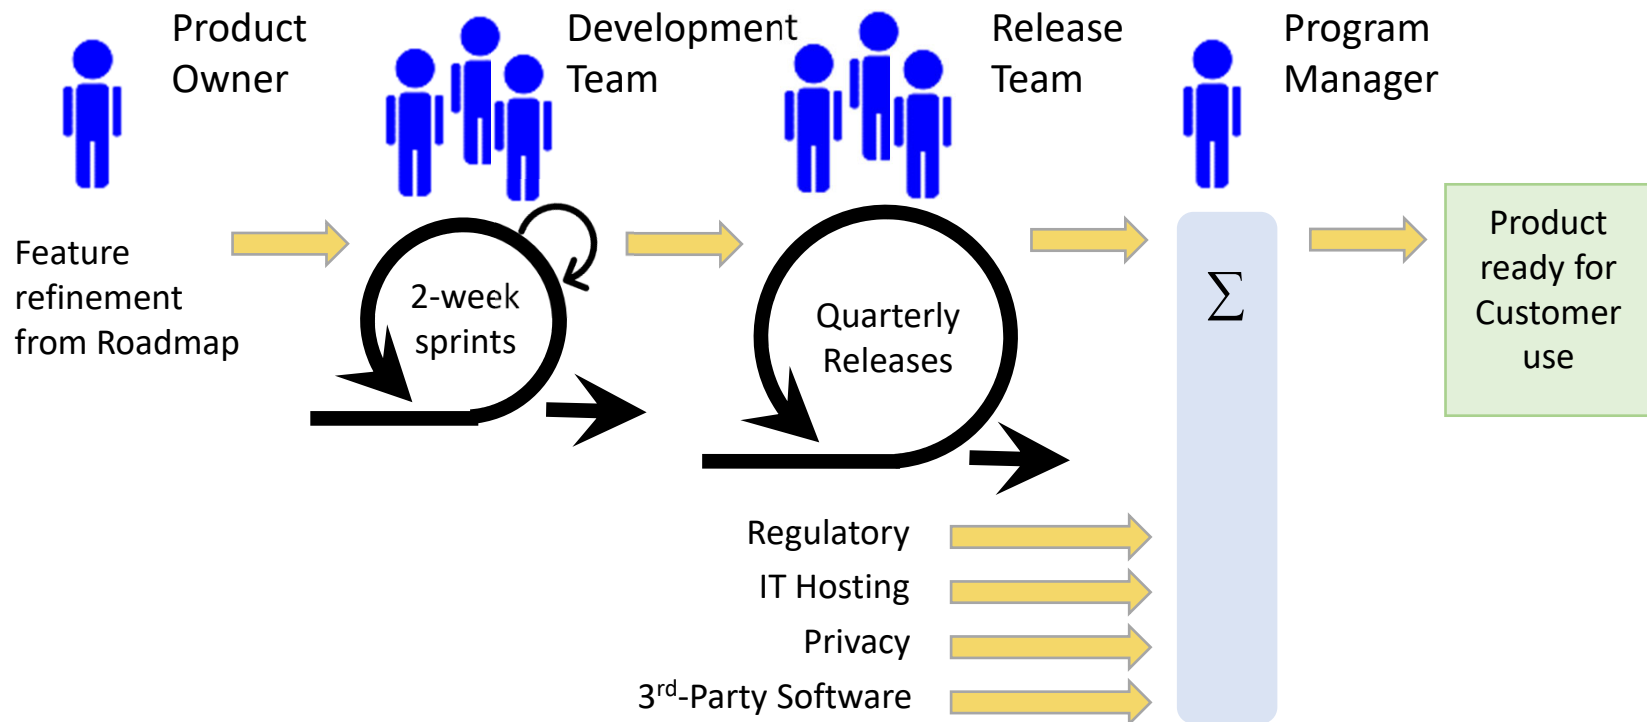 Product
Owner
Development
Team
Release
Team
Program
Manager
Feature
refinement
from Roadmap
2-week
sprints
Quarterly
Releases
∑
Product
ready for
Customer
use
Regulatory
IT Hosting
Privacy
3rd-Party Software